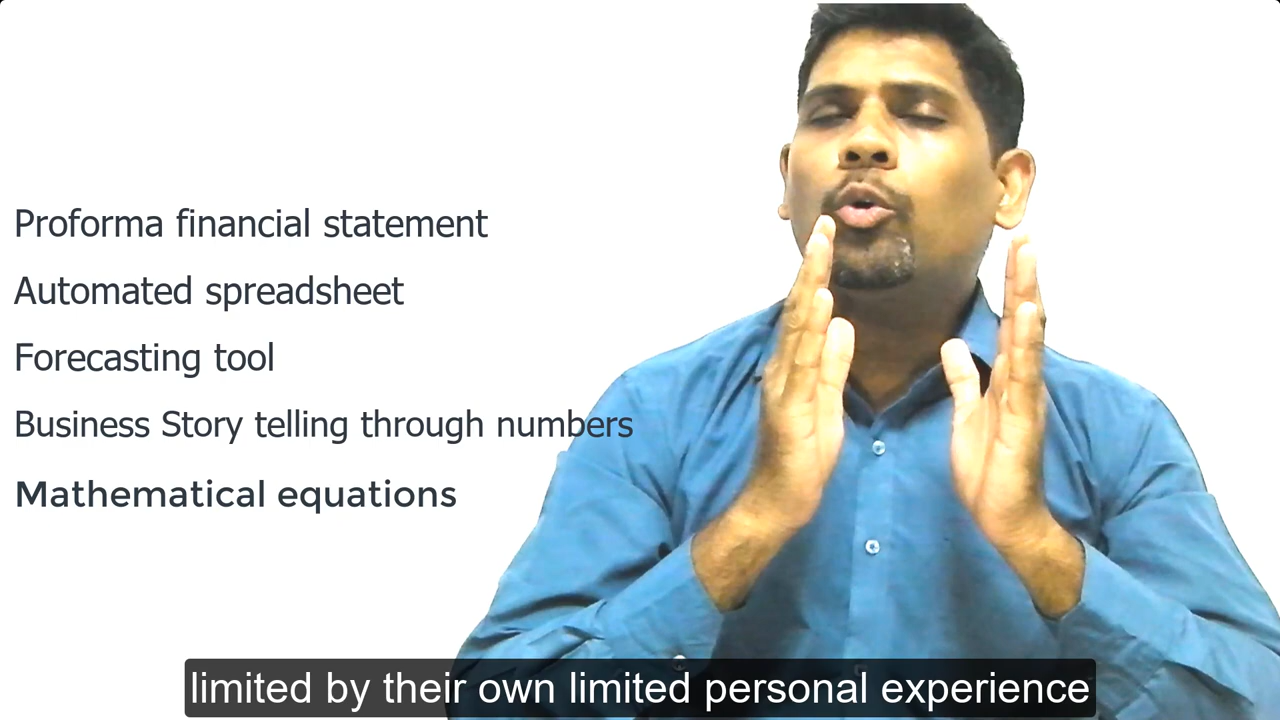 Proforma financial statement
Automated spreadsheet
Forecasting tool
Business Story telling through numbers
Mathematical equations
limited by their own limited personal experience